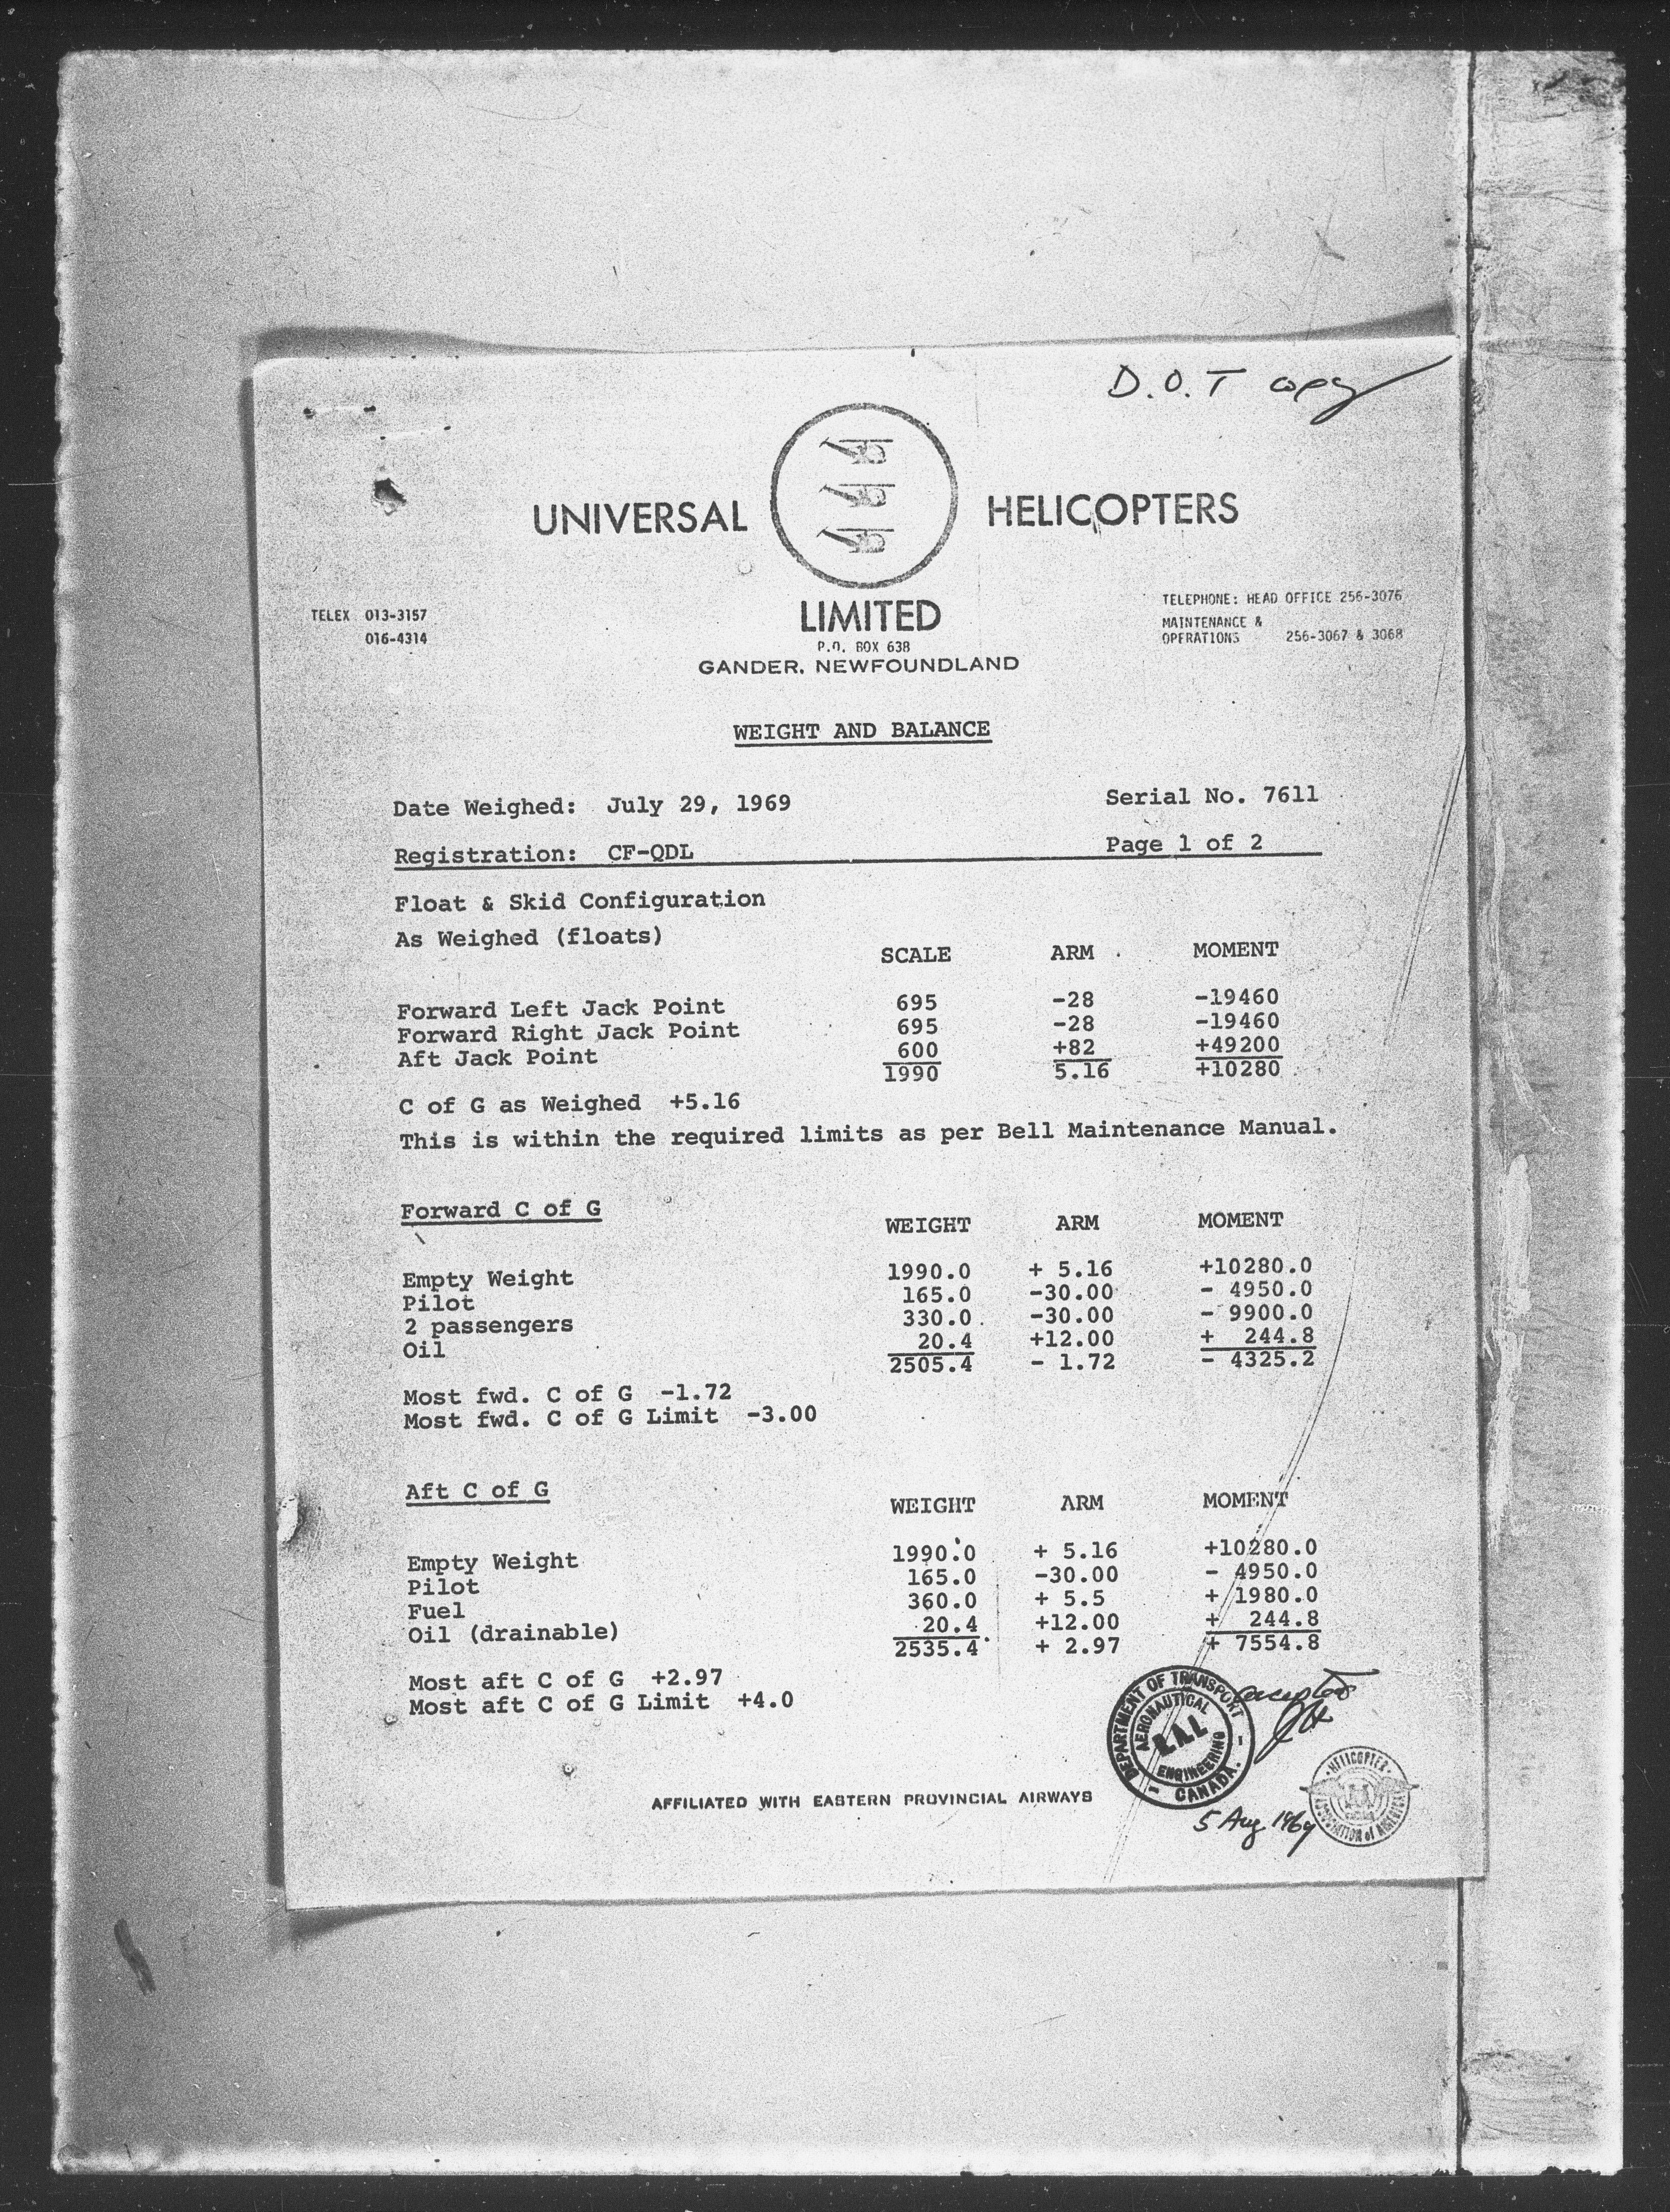 D.O.T copy
UNIVERSAL HELICOPTERS
LIMITED
P.O. BOX 638
GANDER, NEWFOUNDLAND
TELEX 013-3157
016-4314
TELEPHONE: HEAD OFFICE 256-3076
MAINTENANCE &
OPERATIONS 256-3067 & 3068
WEIGHT AND BALANCE
Date Weighed: July 29, 1969 Serial No. 7611
Registration: CF-QDL Page 1 of 2
Float & Skid Configuration
As Weighed (floats)
SCALE ARM MOMENT
Forward Left Jack Point 695 -28 -19460
Forward Right Jack Point 695 -28 -19460
Aft Jack Point 600 +82 +49200
1990 5.16 +10280
C of G as Weighed +5.16
This is within the required limits as per Bell Maintenance Manual.
Forward C of G
WEIGHT ARM MOMENT
Empty Weight 1990.0 + 5.16 +10280.0
Pilot 165.0 -30.00 - 4950.0
2 passengers 330.0 -30.00 - 9900.0
Oil 20.4 +12.00 + 244.8
2505.4 - 1.72 - 4325.2
Most fwd. C of G -1.72
Most fwd. C of G Limit -3.00
Aft C of G
WEIGHT ARM MOMENT
Empty Weight 1990.0 + 5.16 +10280.0
Pilot 165.0 -30.00 - 4950.0
Fuel 360.0 + 5.5 + 1980.0
Oil (drainable) 20.4 +12.00 + 244.8
2535.4 + 2.97 + 7554.8
Most aft C of G +2.97
Most aft C of G Limit +4.0
DEPARTMENT OF TRANSPORT
AERONAUTICAL
ENGINEERING
- CANADA. -
accepted
HELICOPTER
ASSOCIATION of AMERICA
AFFILIATED WITH EASTERN PROVINCIAL AIRWAYS
5 Aug 1969